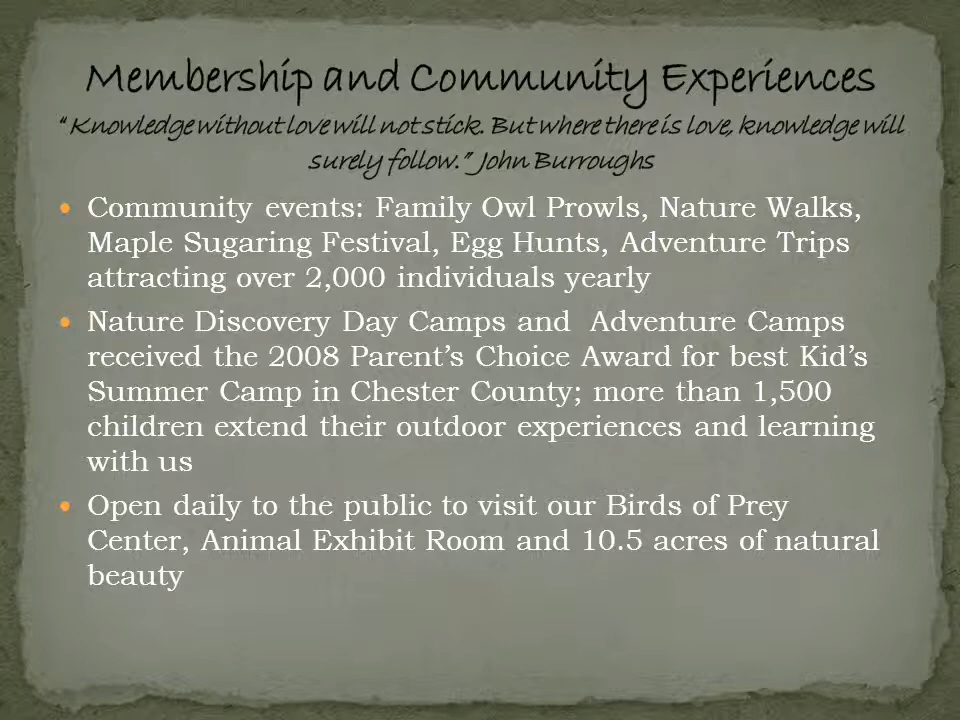 Membership and Community Experiences
“Knowledge without love will not stick. But where there is love, knowledge will
surely follow.” John Burroughs
• Community events: Family Owl Prowls, Nature Walks,
Maple Sugaring Festival, Egg Hunts, Adventure Trips
attracting over 2,000 individuals yearly
• Nature Discovery Day Camps and Adventure Camps
received the 2008 Parent’s Choice Award for best Kid’s
Summer Camp in Chester County; more than 1,500
children extend their outdoor experiences and learning
with us
• Open daily to the public to visit our Birds of Prey
Center, Animal Exhibit Room and 10.5 acres of natural
beauty